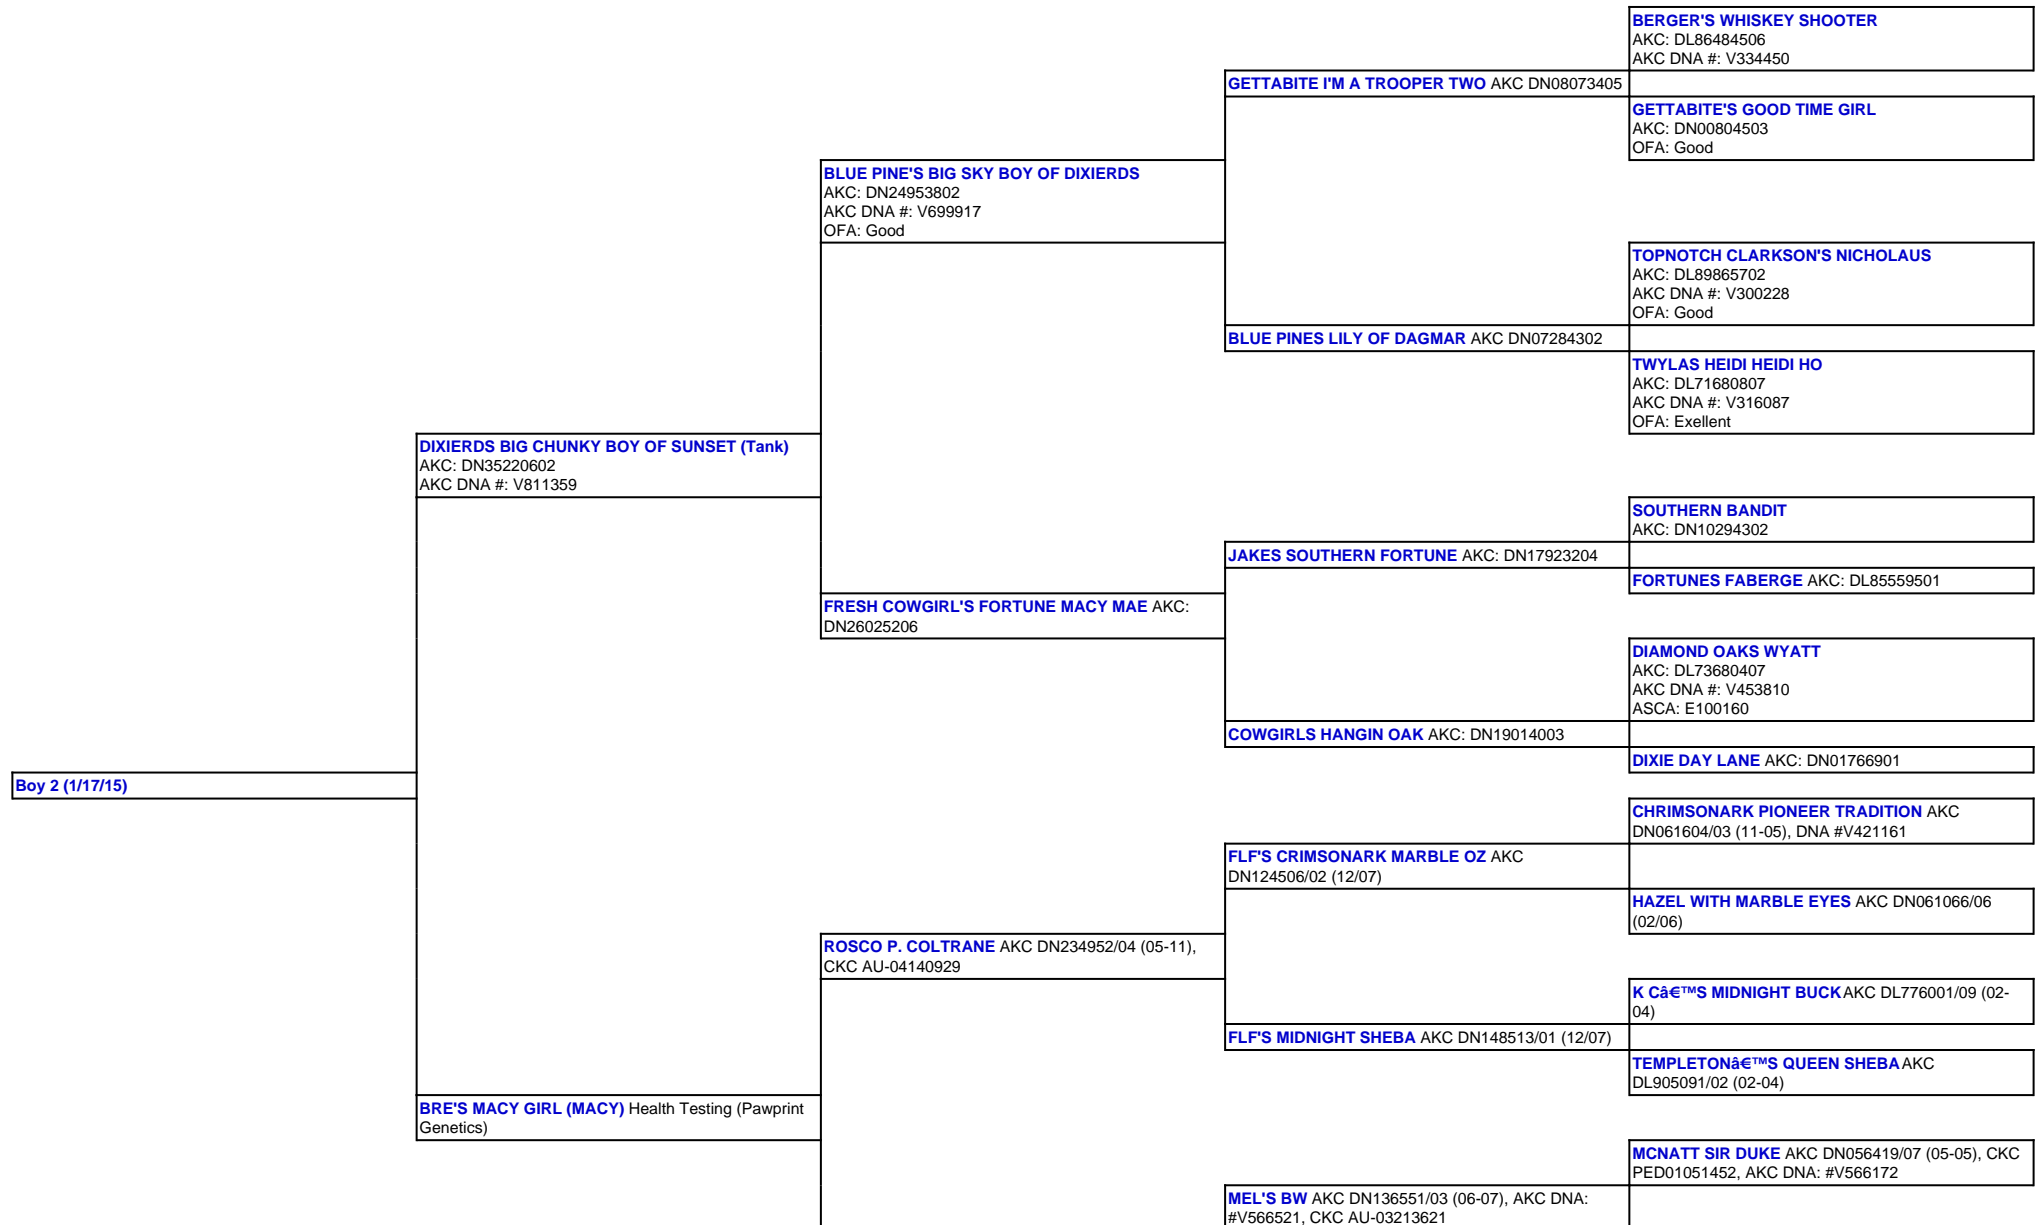 BERGER'S WHISKEY SHOOTER
AKC: DL86484506
AKC DNA #: V334450
GETTABITE I'M A TROOPER TWO AKC DN08073405
GETTABITE'S GOOD TIME GIRL
AKC: DN00804503
OFA: Good
BLUE PINE'S BIG SKY BOY OF DIXIERDS
AKC: DN24953802
AKC DNA #: V699917
OFA: Good
TOPNOTCH CLARKSON'S NICHOLAUS
AKC: DL89865702
AKC DNA #: V300228
OFA: Good
BLUE PINES LILY OF DAGMAR AKC DN07284302
TWYLAS HEIDI HEIDI HO
AKC: DL71680807
AKC DNA #: V316087
OFA: Exellent
DIXIERDS BIG CHUNKY BOY OF SUNSET (Tank)
AKC: DN35220602
AKC DNA #: V811359
SOUTHERN BANDIT
AKC: DN10294302
JAKES SOUTHERN FORTUNE AKC: DN17923204
FORTUNES FABERGE AKC: DL85559501
FRESH COWGIRL'S FORTUNE MACY MAE AKC:
DN26025206
DIAMOND OAKS WYATT
AKC: DL73680407
AKC DNA #: V453810
ASCA: E100160
COWGIRLS HANGIN OAK AKC: DN19014003
DIXIE DAY LANE AKC: DN01766901
Boy 2 (1/17/15)
CHRIMSONARK PIONEER TRADITION AKC
DN061604/03 (11-05), DNA #V421161
FLF'S CRIMSONARK MARBLE OZ AKC
DN124506/02 (12/07)
HAZEL WITH MARBLE EYES AKC DN061066/06
(02/06)
ROSCO P. COLTRANE AKC DN234952/04 (05-11),
CKC AU-04140929
K Câ€™S MIDNIGHT BUCK AKC DL776001/09 (02-
04)
FLF'S MIDNIGHT SHEBA AKC DN148513/01 (12/07)
TEMPLETONâ€™S QUEEN SHEBA AKC
DL905091/02 (02-04)
BRE'S MACY GIRL (MACY) Health Testing (Pawprint
Genetics)
MCNATT SIR DUKE AKC DN056419/07 (05-05), CKC
PED01051452, AKC DNA: #V566172
MEL'S BW AKC DN136551/03 (06-07), AKC DNA:
#V566521, CKC AU-03213621